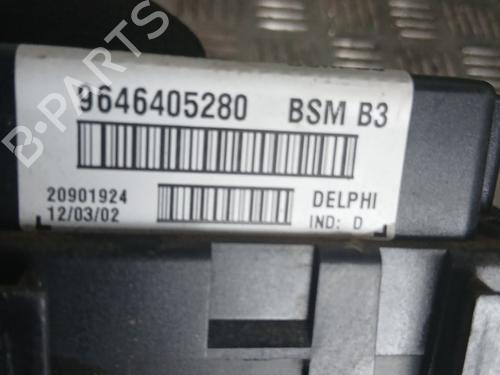 9646405280 BSM B3
20901924 DELPHI
12/03/02 IND: D
B-PARTS